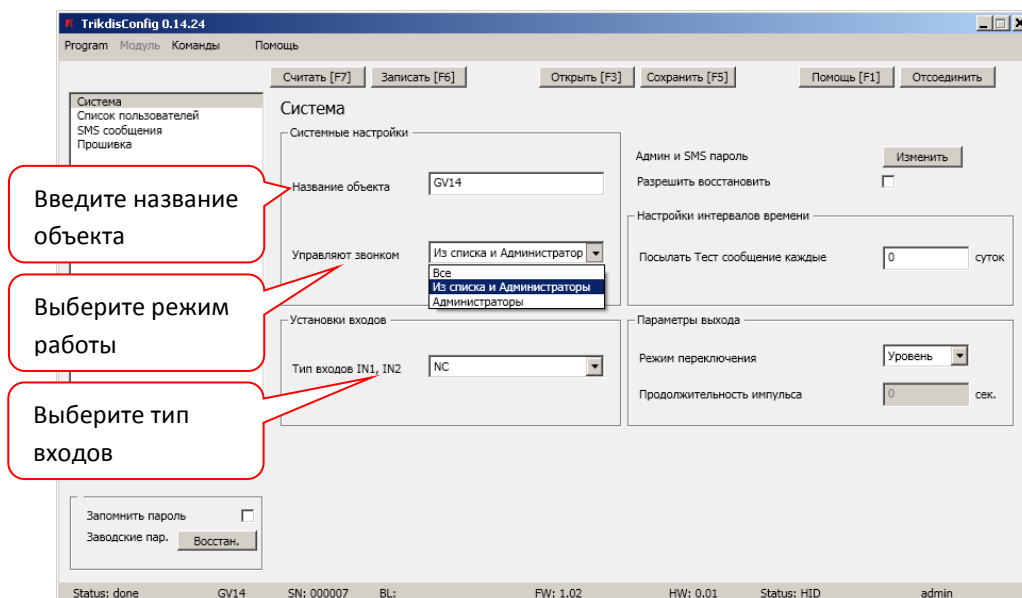 TrikdisConfig 0.14.24
Program Модуль Команды Помощь
Считать [F7] Записать [F6] Открыть [F3] Сохранить [F5] Помощь [F1] Отсоединить
Система
Список пользователей
SMS сообщения
Прошивка
Система
Системные настройки
Название объекта GV14
Управляют звонком Из списка и Администратор
Все
Из списка и Администраторы
Администраторы
Админ и SMS пароль Изменить
Разрешить восстановить
Настройки интервалов времени
Посылать Тест сообщение каждые 0 суток
Установки входов
Тип входов IN1, IN2 NC
Параметры выхода
Режим переключения Уровень
Продолжительность импульса 0 сек.
Введите название
объекта
Выберите режим
работы
Выберите тип
входов
Запомнить пароль
Заводские пар. Восстан.
Status: done GV14 SN: 000007 BL: FW: 1.02 HW: 0.01 Status: HID admin